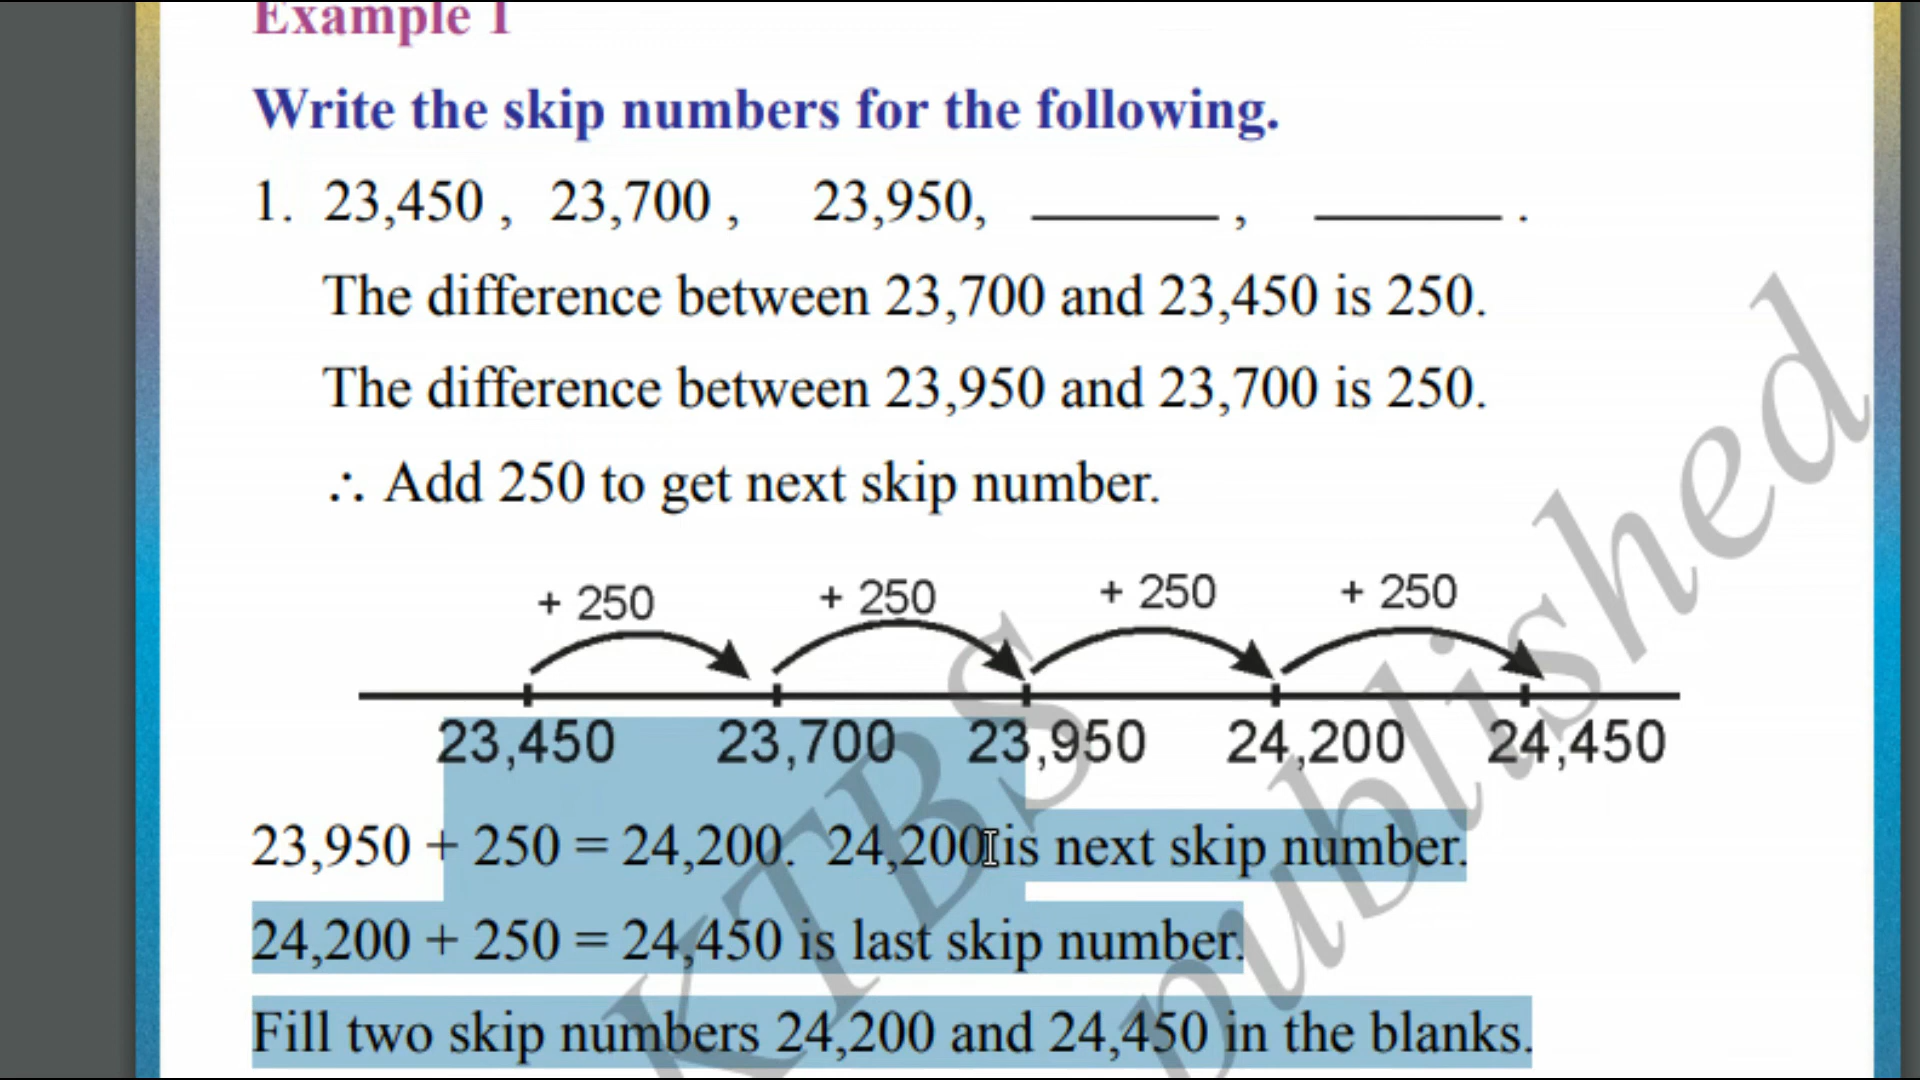 Example 1
Write the skip numbers for the following.
1. 23,450 , 23,700 , 23,950, ______ , ______ .
The difference between 23,700 and 23,450 is 250.
The difference between 23,950 and 23,700 is 250.
∴ Add 250 to get next skip number.
+ 250 + 250 + 250 + 250
23,450 23,700 23,950 24,200 24,450
23,950 + 250 = 24,200. 24,200 is next skip number.
24,200 + 250 = 24,450 is last skip number.
Fill two skip numbers 24,200 and 24,450 in the blanks.
KTBS
published